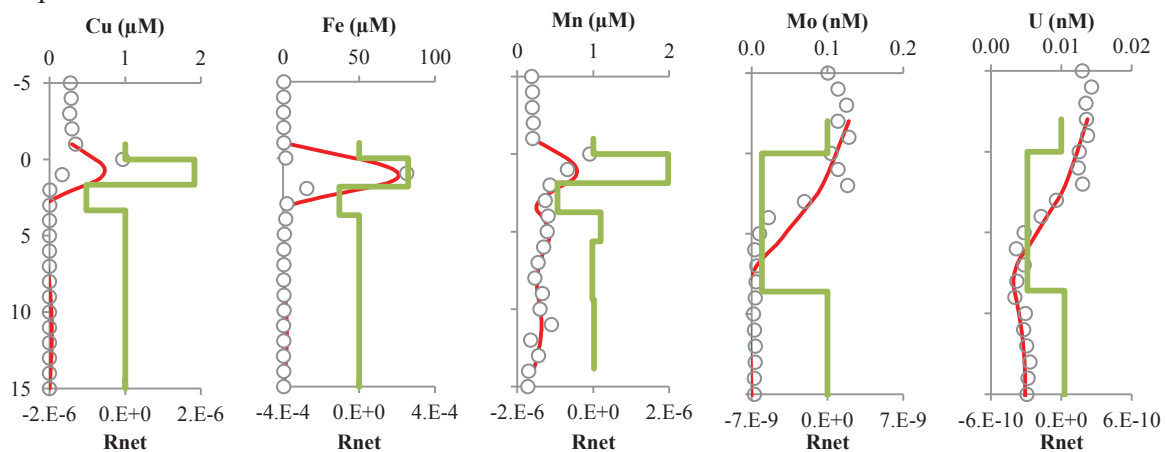 Cu (µM) Fe (µM) Mn (µM) Mo (nM) U (nM)
0 1 2 0 50 100 0 1 2 0.0 0.1 0.2 0.00 0.01 0.02
-5
0
5
10
15
-2.E-6 0.E+0 2.E-6 -4.E-4 0.E+0 4.E-4 -2.E-6 0.E+0 2.E-6 -7.E-9 0.E+0 7.E-9 -6.E-10 0.E+0 6.E-10
Rnet Rnet Rnet Rnet Rnet